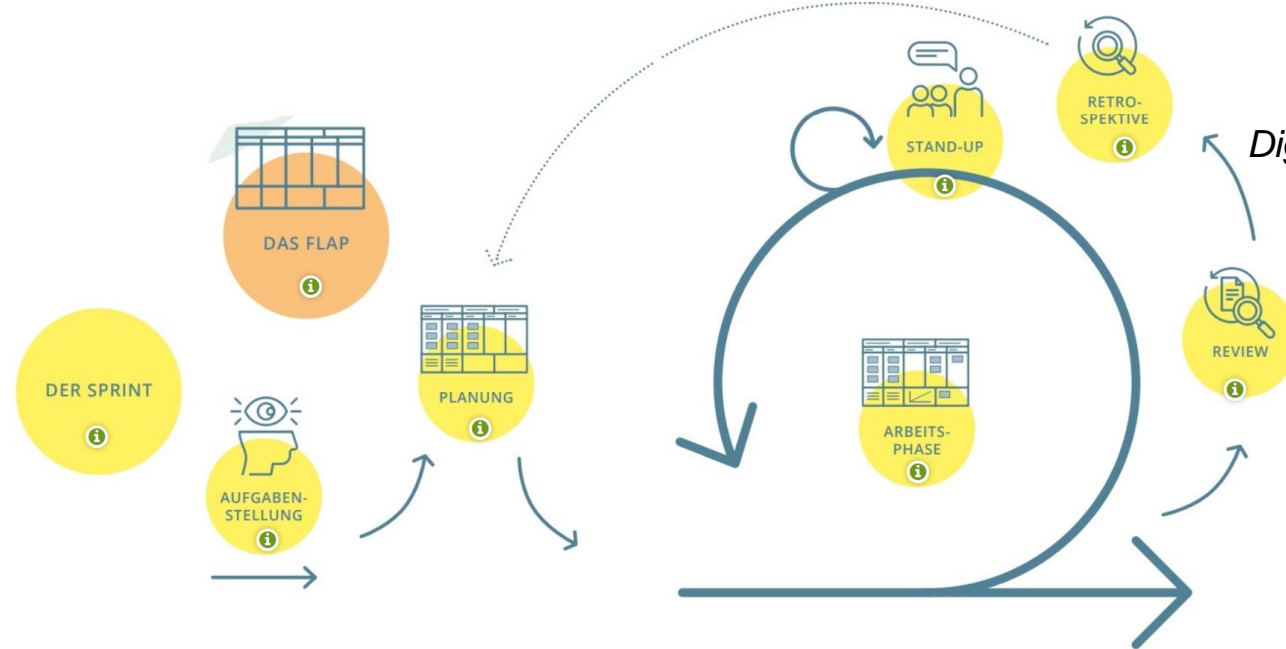 DER SPRINT
DAS FLAP
AUFGABEN-
STELLUNG
PLANUNG
STAND-UP
ARBEITS-
PHASE
REVIEW
RETRO-
SPEKTIVE